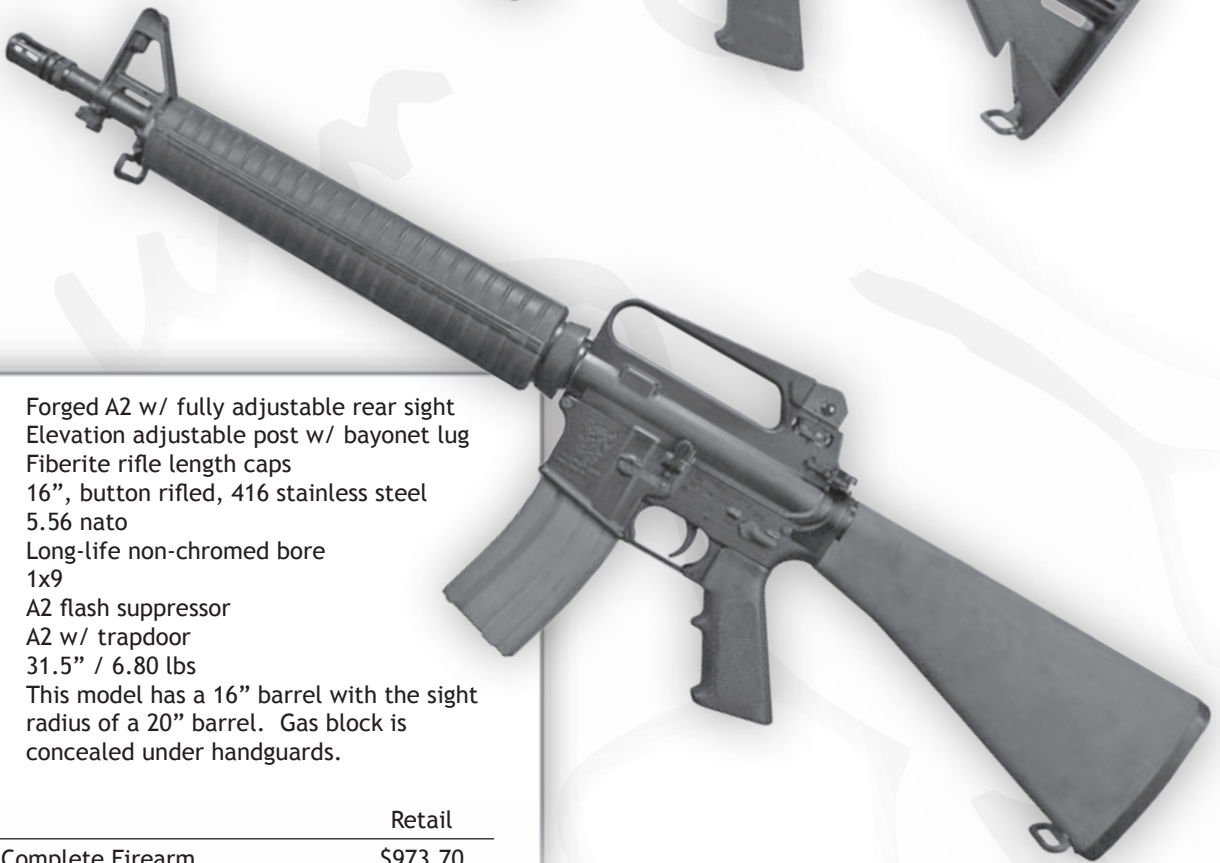 Forged A2 w/ fully adjustable rear sight
Elevation adjustable post w/ bayonet lug
Fiberite rifle length caps
16”, button rifled, 416 stainless steel
5.56 nato
Long-life non-chromed bore
1x9
A2 flash suppressor
A2 w/ trapdoor
31.5” / 6.80 lbs
This model has a 16” barrel with the sight
radius of a 20” barrel.  Gas block is
concealed under handguards.
Retail
Complete Firearm $973.70